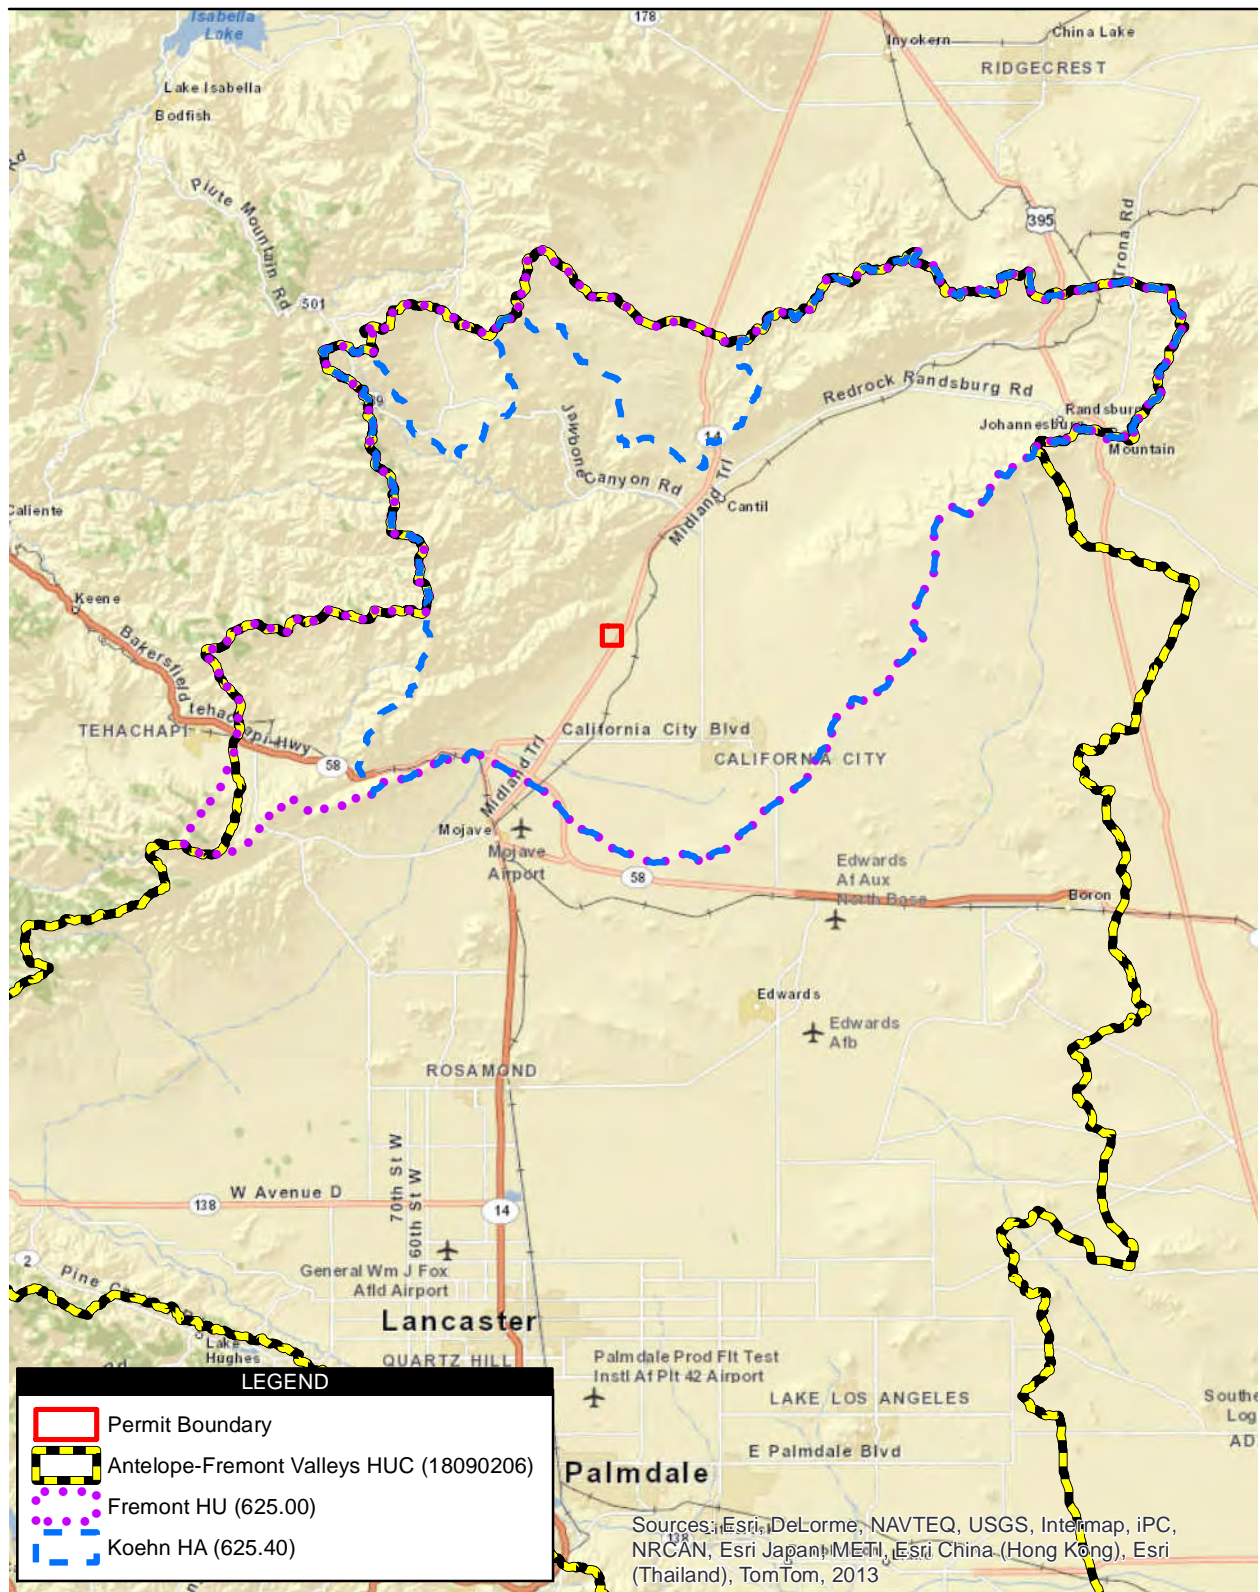 Isabella
Lake
178
Inyokern
China Lake
RIDGECREST
Lake Isabella
Bodfish
Rd
Piute Mountain Rd
501
395
Trona Rd
Redrock Randsburg Rd
Randsburg
Johannesburg
Mountain
14
Jawbone
Canyon Rd
Midland Trl
Cantil
Caliente
Keene
Bakersfield
tehachapi Hwy
TEHACHAPI
58
California City Blvd
CALIFORNIA CITY
Midland Trl
Mojave
Mojave
Airport
58
Edwards
Af Aux
North Base
Boron
Edwards
Edwards
Afb
ROSAMOND
70th St W
60th St W
W Avenue D
138
14
2
General Wm J Fox
Afld Airport
Lancaster
Lake
Hughes
QUARTZ HILL
Palmdale Prod Flt Test
Instl Af Plt 42 Airport
LAKE LOS ANGELES
E Palmdale Blvd
Palmdale
138
LEGEND
Permit Boundary
Antelope-Fremont Valleys HUC (18090206)
Fremont HU (625.00)
Koehn HA (625.40)
Sources: Esri, DeLorme, NAVTEQ, USGS, Intermap, iPC,
NRCAN, Esri Japan, METI, Esri China (Hong Kong), Esri
(Thailand), TomTom, 2013